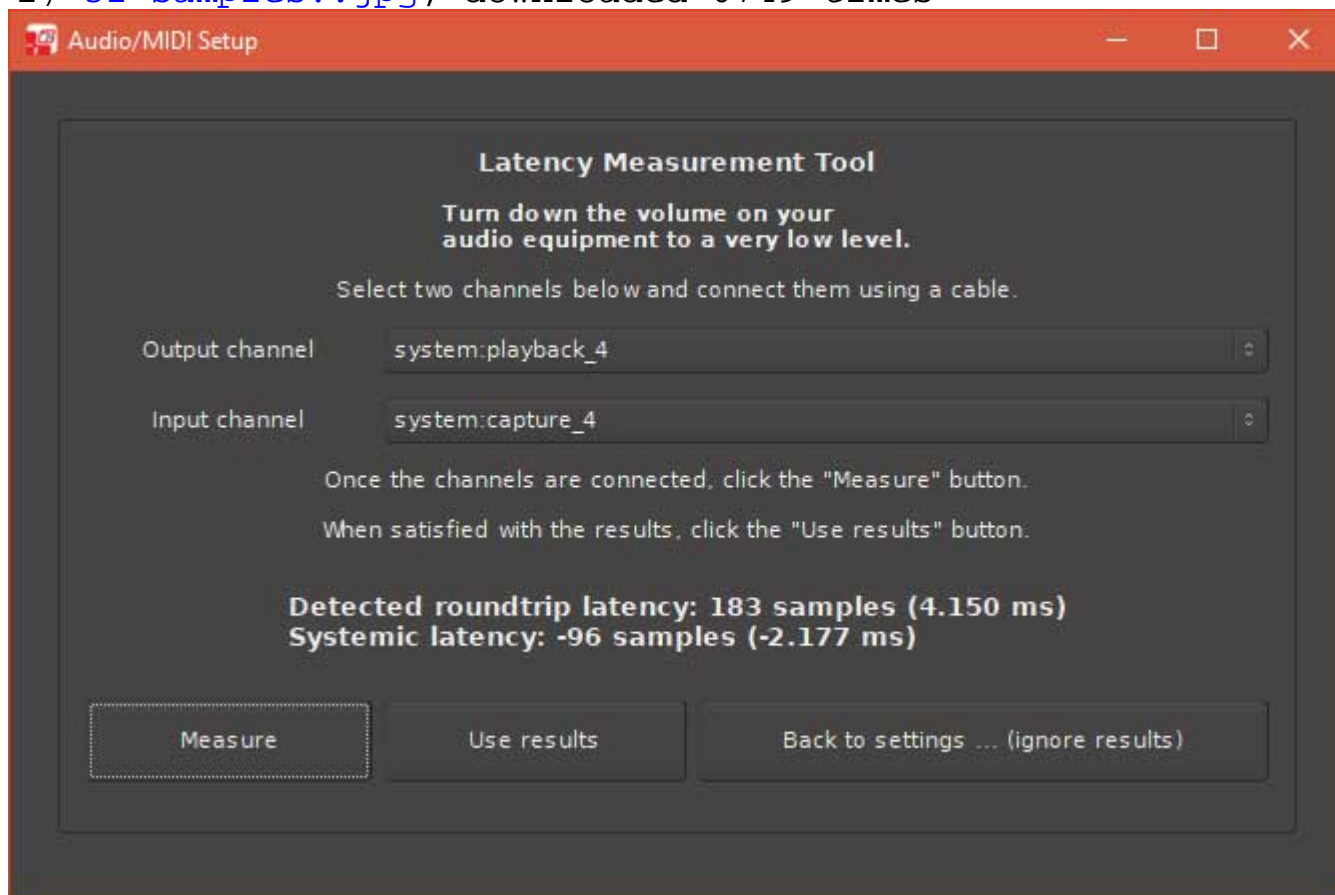 Audio/MIDI Setup
Latency Measurement Tool
Turn down the volume on your
audio equipment to a very low level.
Select two channels below and connect them using a cable.
Output channel system:playback_4
Input channel system:capture_4
Once the channels are connected, click the "Measure" button.
When satisfied with the results, click the "Use results" button.
Detected roundtrip latency: 183 samples (4.150 ms)
Systemic latency: -96 samples (-2.177 ms)
Measure Use results Back to settings ... (ignore results)